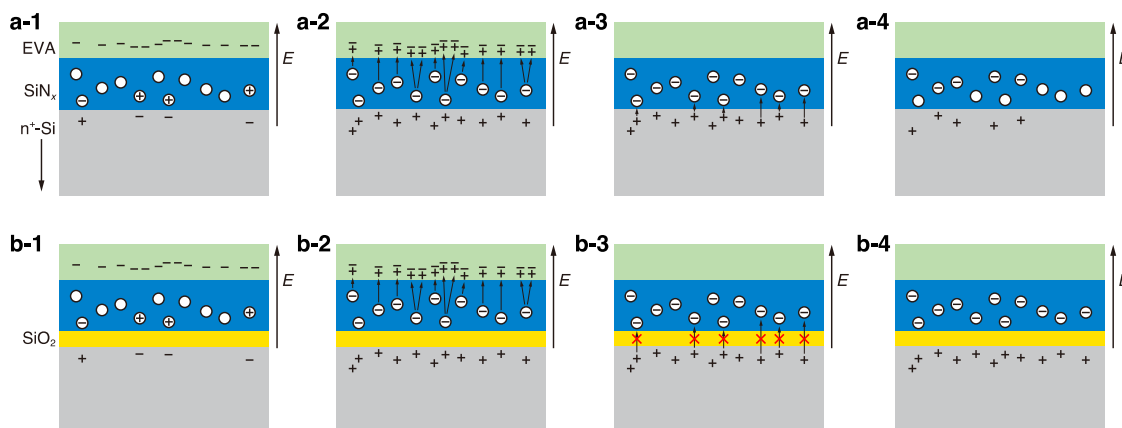 a-1
a-2
a-3
a-4
EVA
SiNₓ
n⁺-Si
E
E
E
E
b-1
b-2
b-3
b-4
SiO₂
E
E
E
E